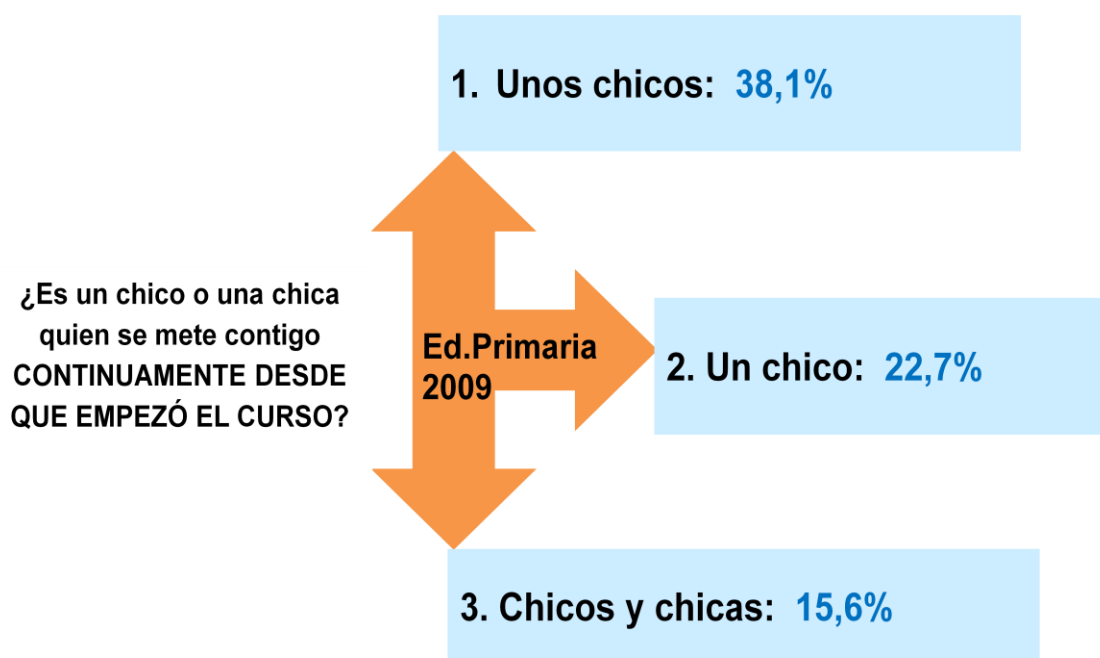 1. Unos chicos: 38,1%
¿Es un chico o una chica
quien se mete contigo
CONTINUAMENTE DESDE
QUE EMPEZÓ EL CURSO?
Ed.Primaria
2009
2. Un chico: 22,7%
3. Chicos y chicas: 15,6%